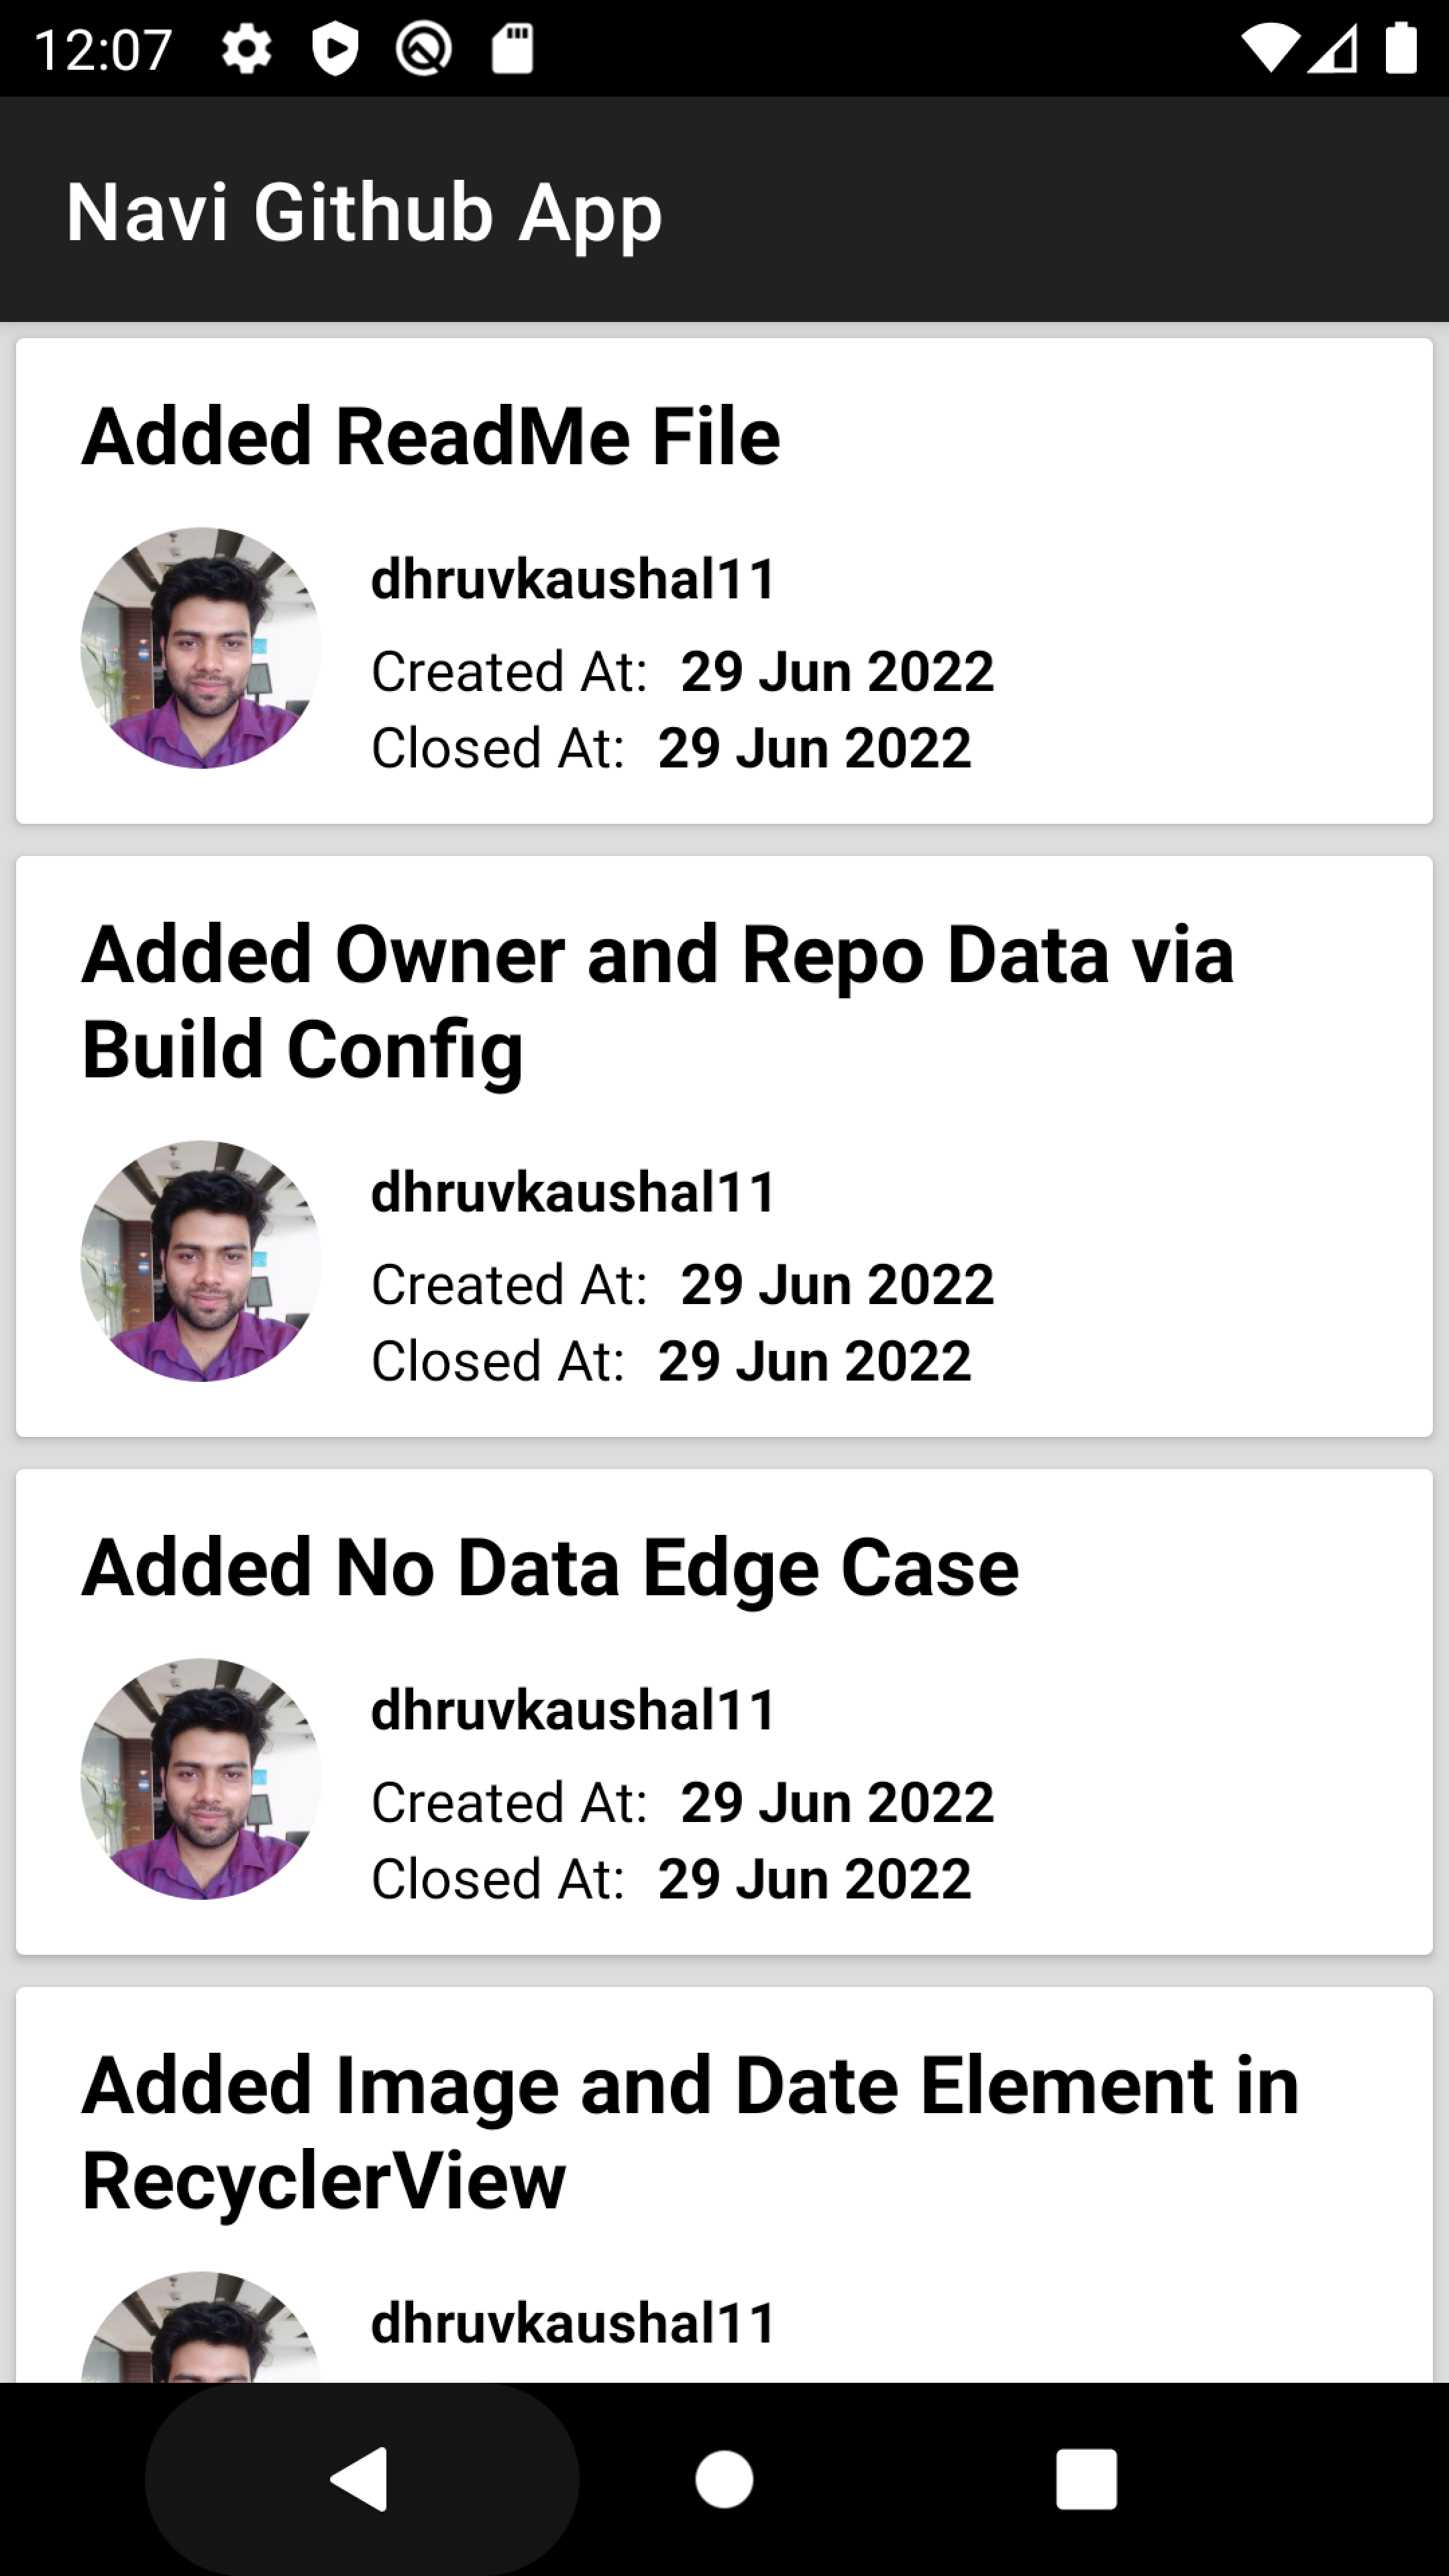 12:07
Navi Github App
Added ReadMe File
dhruvkaushal11
Created At: 29 Jun 2022
Closed At: 29 Jun 2022
Added Owner and Repo Data via
Build Config
dhruvkaushal11
Created At: 29 Jun 2022
Closed At: 29 Jun 2022
Added No Data Edge Case
dhruvkaushal11
Created At: 29 Jun 2022
Closed At: 29 Jun 2022
Added Image and Date Element in
RecyclerView
dhruvkaushal11